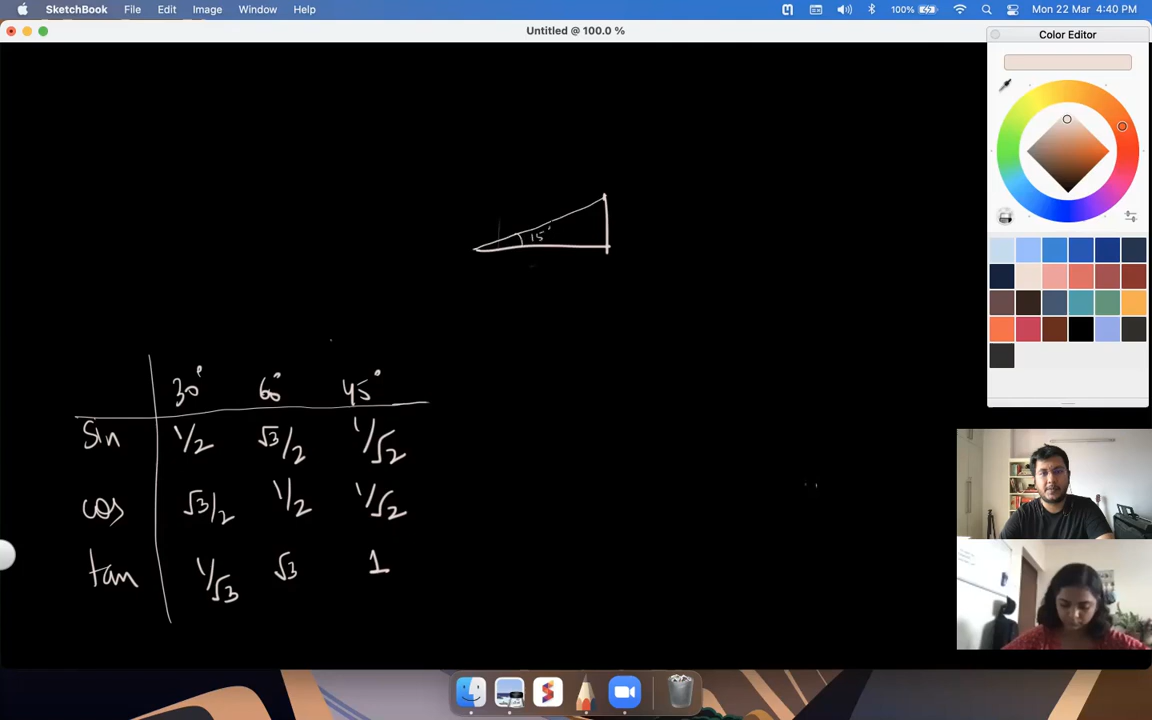 SketchBook File Edit Image Window Help 100% Mon 22 Mar 4:40 PM
Untitled @ 100.0 %
Color Editor
15°
30° 60° 45°
Sin 1/2 √3/2 1/√2
cos √3/2 1/2 1/√2
tan 1/√3 √3 1